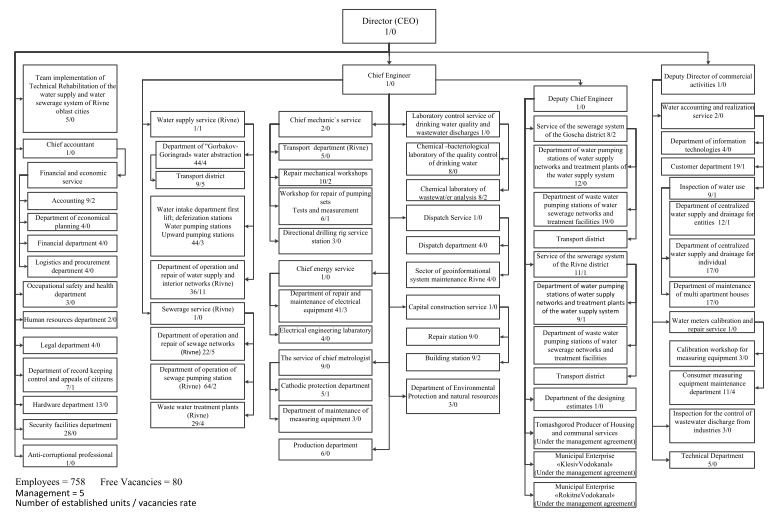 Director (CEO)
1/0
Team implementation of
Technical Rehabilitation of the
water supply and water
sewerage system of Rivne
oblast cities
5/0
Chief accountant
1/0
Financial and economic
service
Accounting 9/2
Department of economical
planning 4/0
Financial department 4/0
Logistics and procurement
department 4/0
Occupational safety and health
department
3/0
Human resources department 2/0
Legal department 4/0
Department of record keeping
control and appeals of citizens
7/1
Hardware department 13/0
Security facilities department
28/0
Anti-corruptional professional
1/0
Chief Engineer
1/0
Water supply service (Rivne)
1/1
Department of "Gorbakov-
Goringrad» water abstraction
44/4
Transport district
9/5
Water intake department first
lift; deferization stations
Water pumping stations
Upward pumping stations
44/3
Department of operation and
repair of water supply and
interior networks (Rivne)
36/11
Sewerage service (Rivne)
1/0
Department of operation and
repair of sewage networks
(Rivne) 22/5
Department of operation of
sewage pumping station
(Rivne) 64/2
Waste water treatment plants
(Rivne)
29/4
Chief mechanic`s service
2/0
Transport department (Rivne)
5/0
Repair mechanical workshops
10/2
Workshop for repair of pumping
sets
Tests and measurement
6/1
Directional drilling rig service
station 3/0
Chief energy service
1/0
Department of repair and
maintenance of electrical
equipment 41/3
Electrical engineering labaratory
4/0
The service of chief metrologist
9/0
Cathodic protection department
5/1
Department of maintenance of
measuring equipment 3/0
Production department
6/0
Laboratory control service of
drinking water quality and
wastewater discharges 1/0
Chemical -bacteriological
laboratory of the quality control
of drinking water
8/0
Chemical laboratory of
wastewat/er analysis 8/2
Dispatch Service 1/0
Dispatch department 4/0
Sector of geoinformational
system maintenance Rivne 4/0
Capital construction service 1/0
Repair station 9/0
Building station 9/2
Department of Environmental
Protection and natural resources
3/0
Deputy Chief Engineer
1/0
Service of the sewerage system
of the Goscha district 8/2
Department of water pumping
stations of water supply
networks and treatment plants of
the water supply system
12/0
Department of waste water
pumping stations of water
sewerage networks and
treatment facilities 19/0
Transport district
Service of the sewerage system
of the Rivne district
11/1
Department of water pumping
stations of water supply
networks and treatment plants
of the water supply system
9/1
Department of waste water
pumping stations of water
sewerage networks and
treatment facilities
Transport district
Department of the designing
estimates 1/0
Tomashgorod Producer of Housing
and communal services
(Under the management agreement)
Municipal Enterprise
«KlesivVodokanal»
(Under the management agreement)
Municipal Enterprise
«RokitneVodokanal»
(Under the management agreement)
Deputy Director of commercial
activities 1/0
Water accounting and realization
service 2/0
Department of information
technologies 4/0
Customer department 19/1
Inspection of water use
9/1
Department of centralized
water supply and drainage for
entities 12/1
Department of centralized
water supply and drainage for
individual
17/0
Department of maintenance of
multi apartment houses
17/0
Water meters calibration and
repair service 1/0
Calibration workshop for
measuring equipment 3/0
Consumer measuring
equipment maintenance
department 11/4
Inspection for the control of
wastewater discharge from
industries 3/0
Technical Department
5/0
Employees = 758 Free Vacancies = 80
Management = 5
Number of established units / vacancies rate